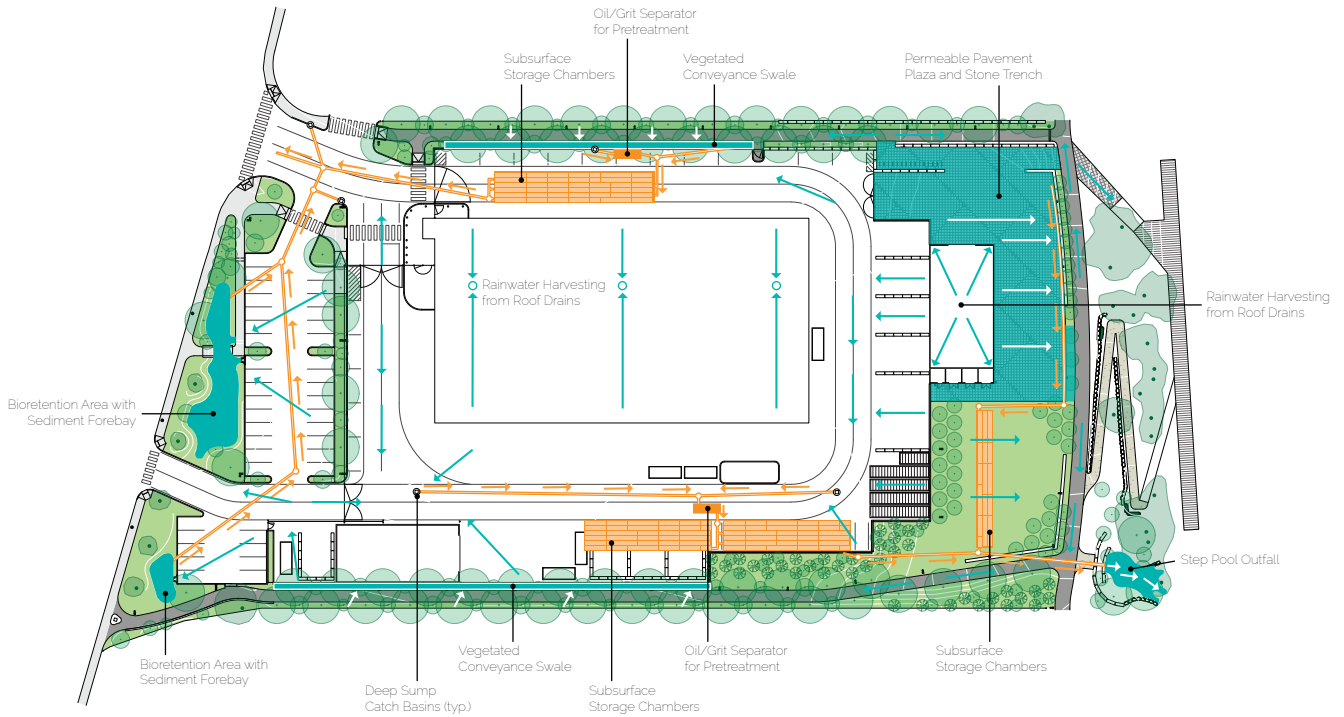 Oil/Grit Separator
for Pretreatment
Subsurface
Storage Chambers
Vegetated
Conveyance Swale
Permeable Pavement
Plaza and Stone Trench
Rainwater Harvesting
from Roof Drains
Rainwater Harvesting
from Roof Drains
Bioretention Area with
Sediment Forebay
Step Pool Outfall
Bioretention Area with
Sediment Forebay
Vegetated
Conveyance Swale
Oil/Grit Separator
for Pretreatment
Subsurface
Storage Chambers
Deep Sump
Catch Basins (typ.)
Subsurface
Storage Chambers